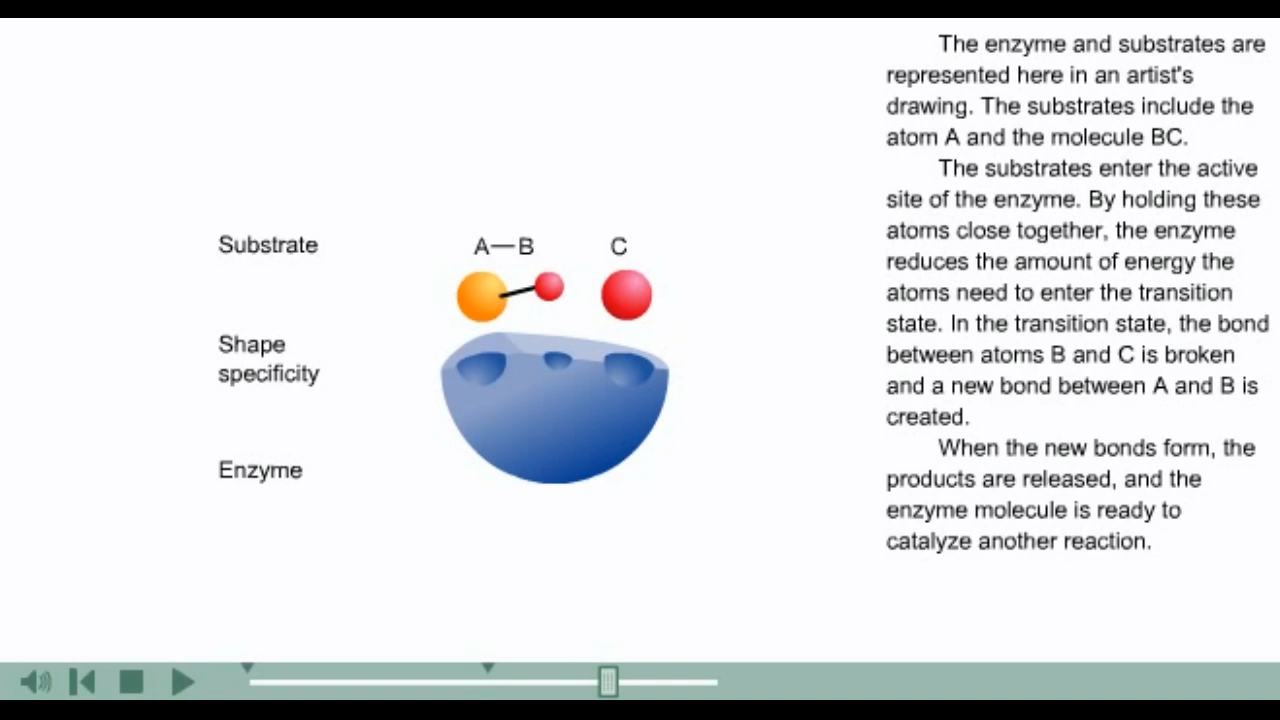 Substrate
A—B
C
Shape
specificity
Enzyme
The enzyme and substrates are
represented here in an artist's
drawing. The substrates include the
atom A and the molecule BC.
The substrates enter the active
site of the enzyme. By holding these
atoms close together, the enzyme
reduces the amount of energy the
atoms need to enter the transition
state. In the transition state, the bond
between atoms B and C is broken
and a new bond between A and B is
created.
When the new bonds form, the
products are released, and the
enzyme molecule is ready to
catalyze another reaction.